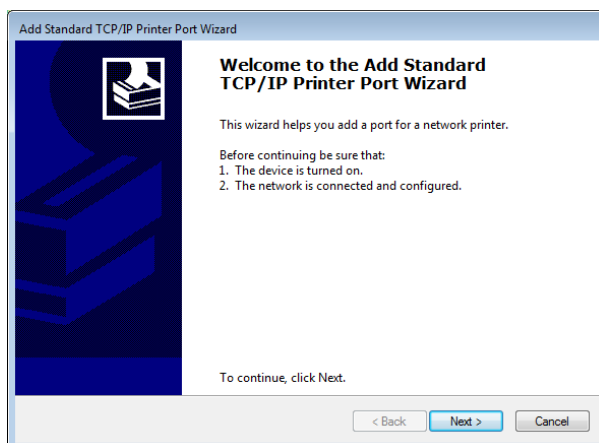 Add Standard TCP/IP Printer Port Wizard
Welcome to the Add Standard
TCP/IP Printer Port Wizard
This wizard helps you add a port for a network printer.
Before continuing be sure that:
1. The device is turned on.
2. The network is connected and configured.
To continue, click Next.
< Back
Next >
Cancel